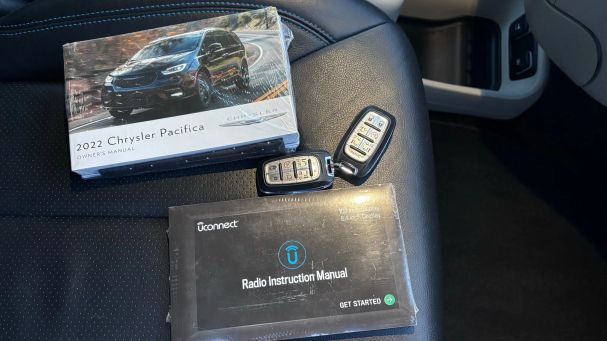 2022 Chrysler Pacifica
OWNER'S MANUAL
CHRYSLER
uconnect
Radio Instruction Manual
GET STARTED